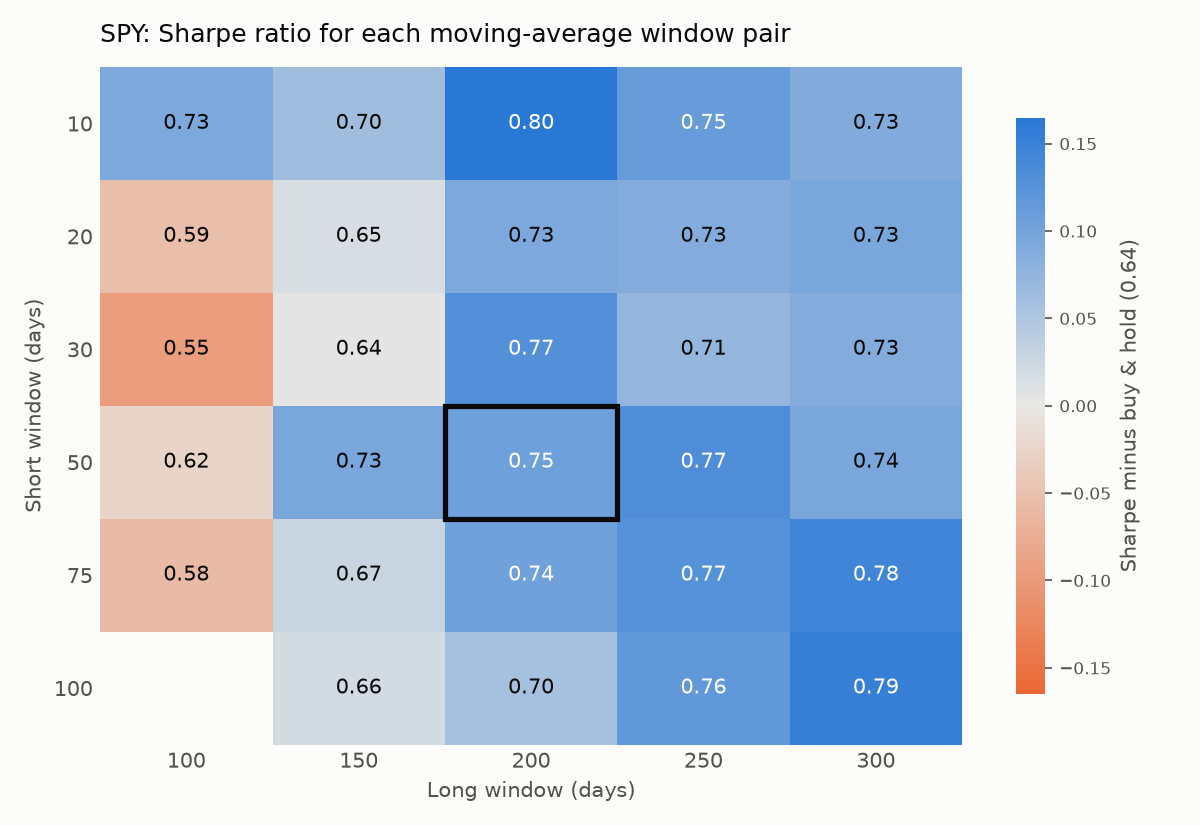 SPY: Sharpe ratio for each moving-average window pair
10 0.73 0.70 0.80 0.75 0.73
20 0.59 0.65 0.73 0.73 0.73
30 0.55 0.64 0.77 0.71 0.73
50 0.62 0.73 0.75 0.77 0.74
75 0.58 0.67 0.74 0.77 0.78
100 0.66 0.70 0.76 0.79
100 150 200 250 300
Long window (days)
Short window (days)
0.15
0.10
0.05
0.00
−0.05
−0.10
−0.15
Sharpe minus buy & hold (0.64)